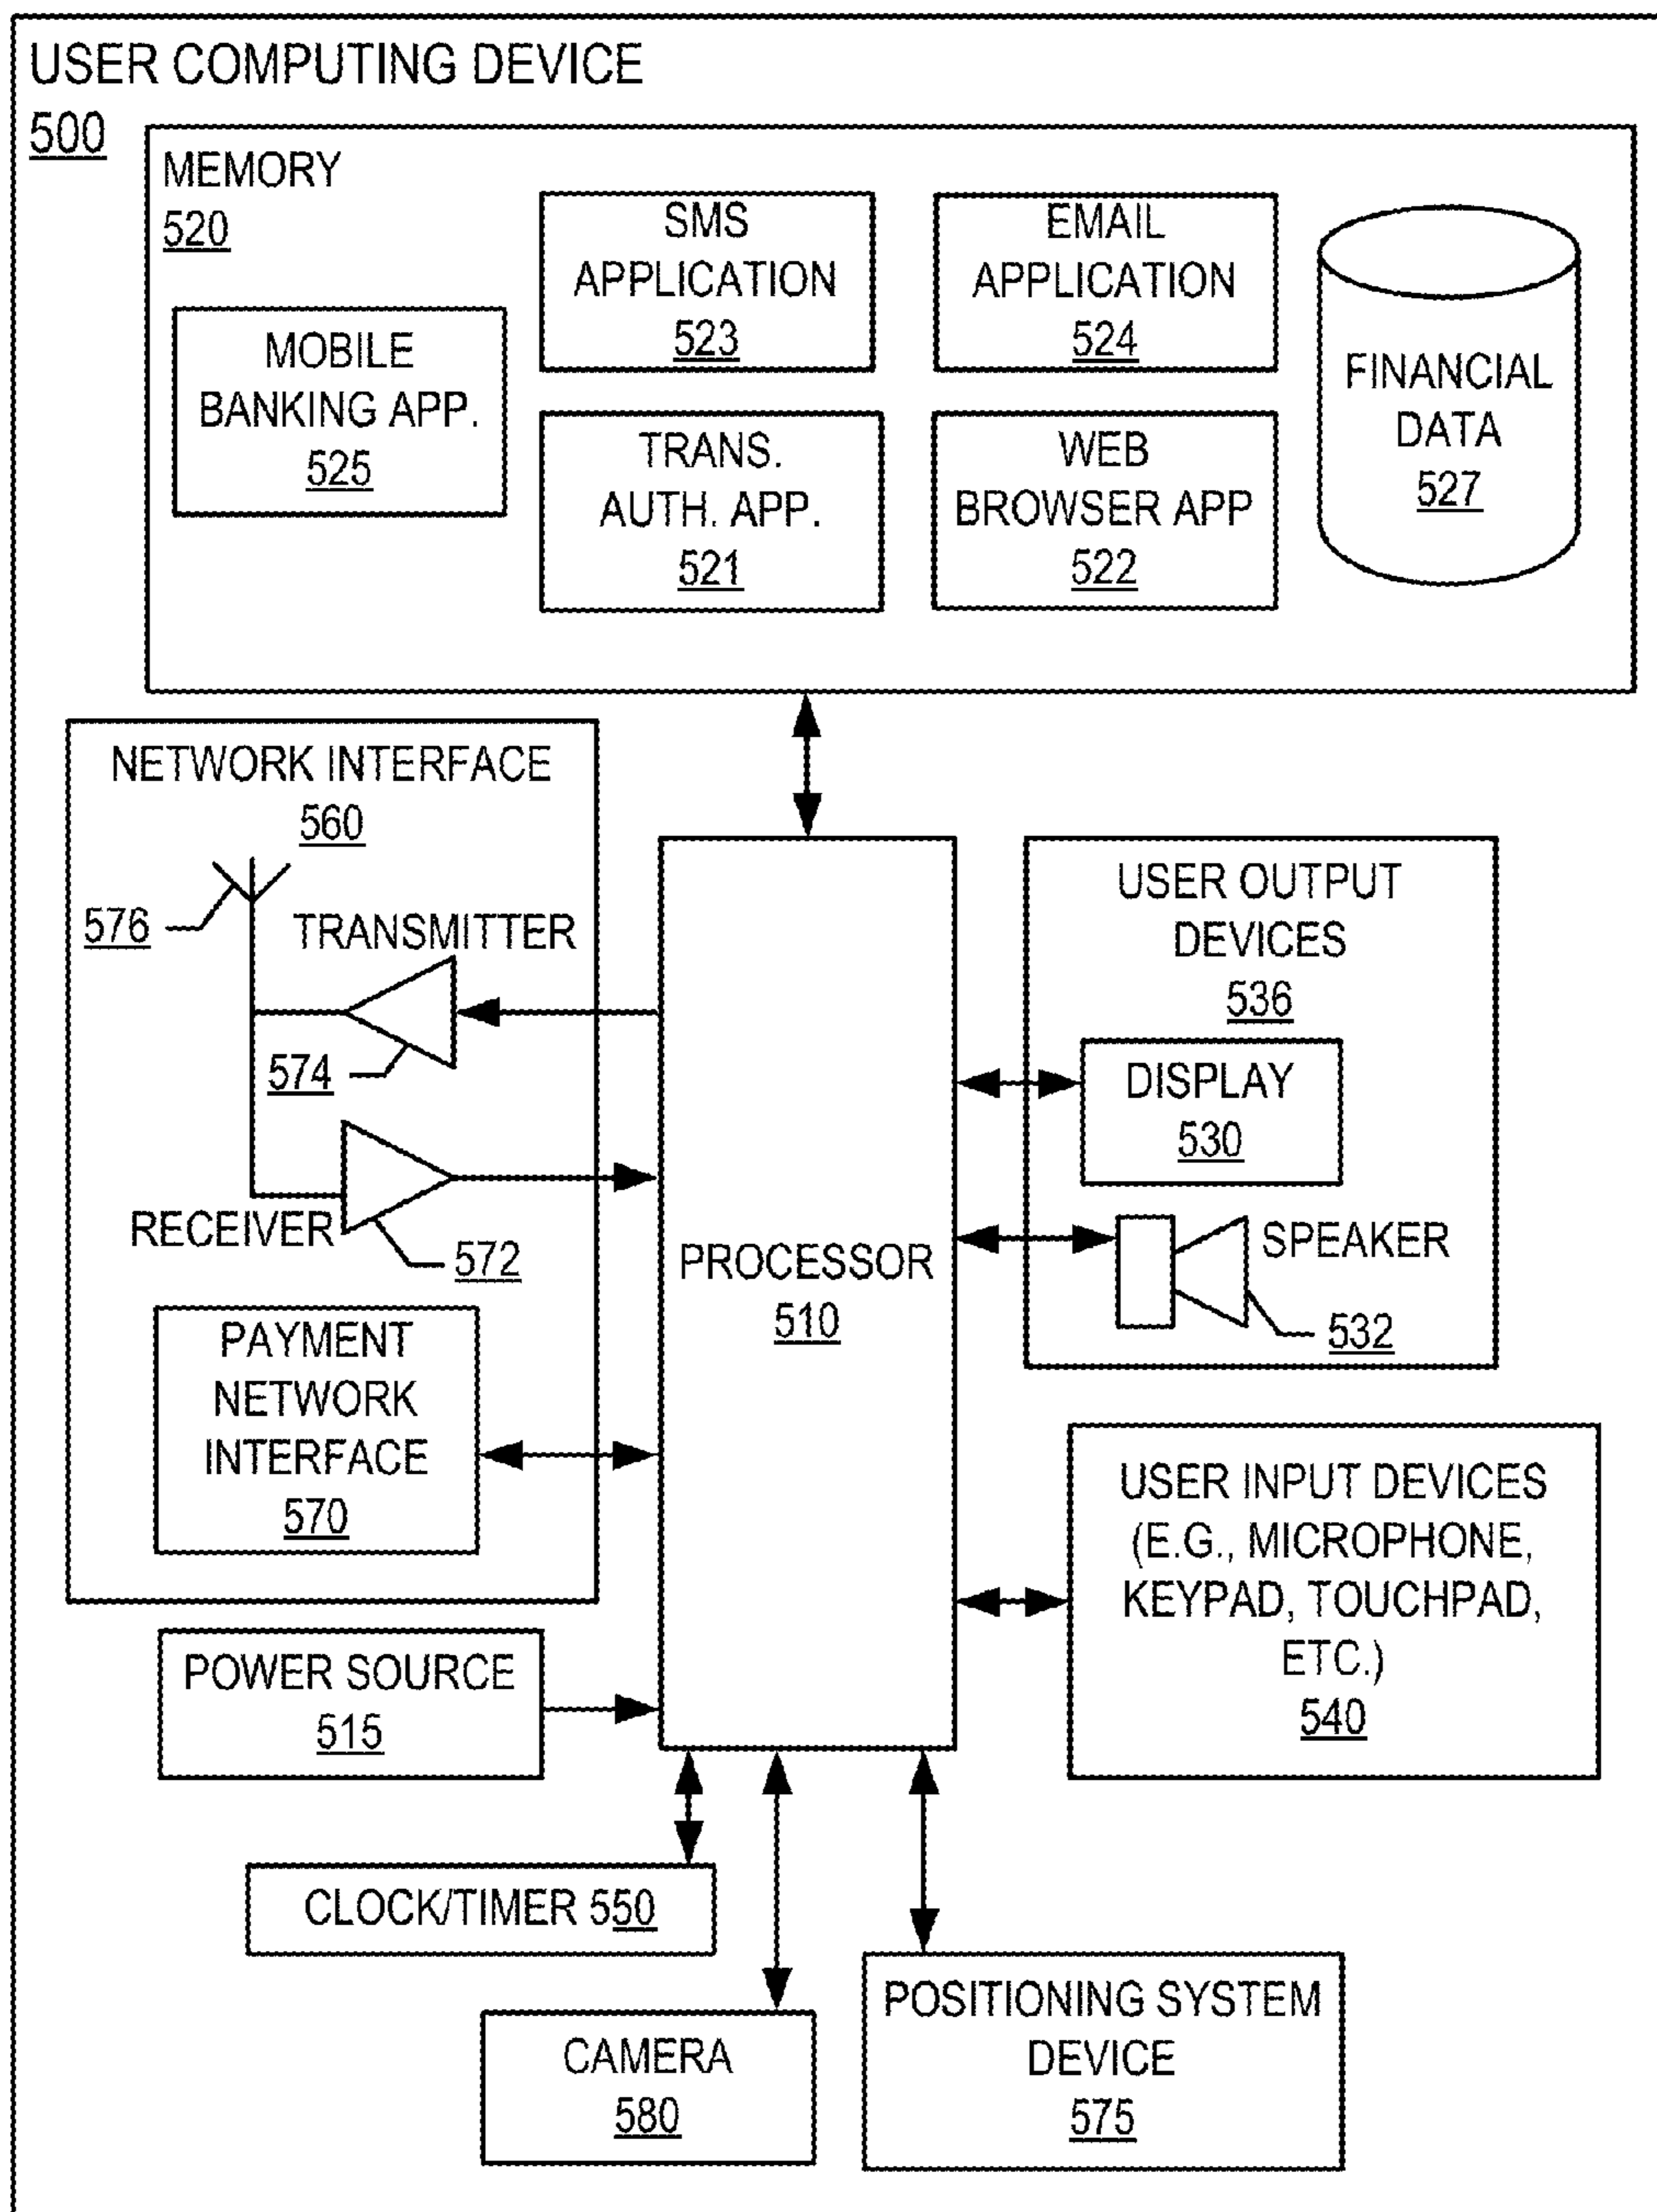 USER COMPUTING DEVICE
500
MEMORY
520
SMS
APPLICATION
523
EMAIL
APPLICATION
524
FINANCIAL
DATA
527
MOBILE
BANKING APP.
525
TRANS.
AUTH. APP.
521
WEB
BROWSER APP
522
NETWORK INTERFACE
560
576
TRANSMITTER
574
RECEIVER
572
PAYMENT
NETWORK
INTERFACE
570
PROCESSOR
510
USER OUTPUT
DEVICES
536
DISPLAY
530
SPEAKER
532
USER INPUT DEVICES
(E.G., MICROPHONE,
KEYPAD, TOUCHPAD,
ETC.)
540
POWER SOURCE
515
CLOCK/TIMER 550
CAMERA
580
POSITIONING SYSTEM
DEVICE
575